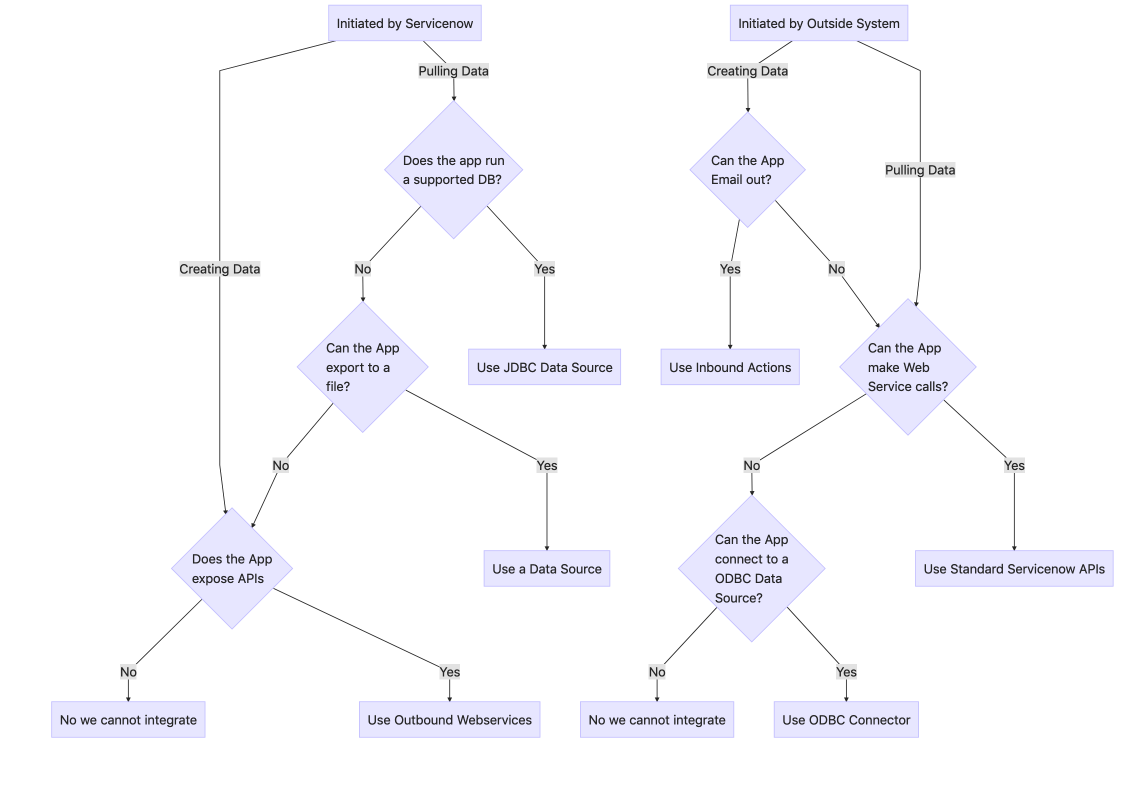 Initiated by Servicenow
Initiated by Outside System
Pulling Data
Creating Data
Does the app run
a supported DB?
Can the App
Email out?
Pulling Data
Creating Data
No
Yes
Yes
No
Can the App
export to a
file?
Use JDBC Data Source
Use Inbound Actions
Can the App
make Web
Service calls?
No
Yes
No
Yes
Does the App
expose APIs
Use a Data Source
Can the App
connect to a
ODBC Data
Source?
Use Standard Servicenow APIs
No
Yes
No
Yes
No we cannot integrate
Use Outbound Webservices
No we cannot integrate
Use ODBC Connector